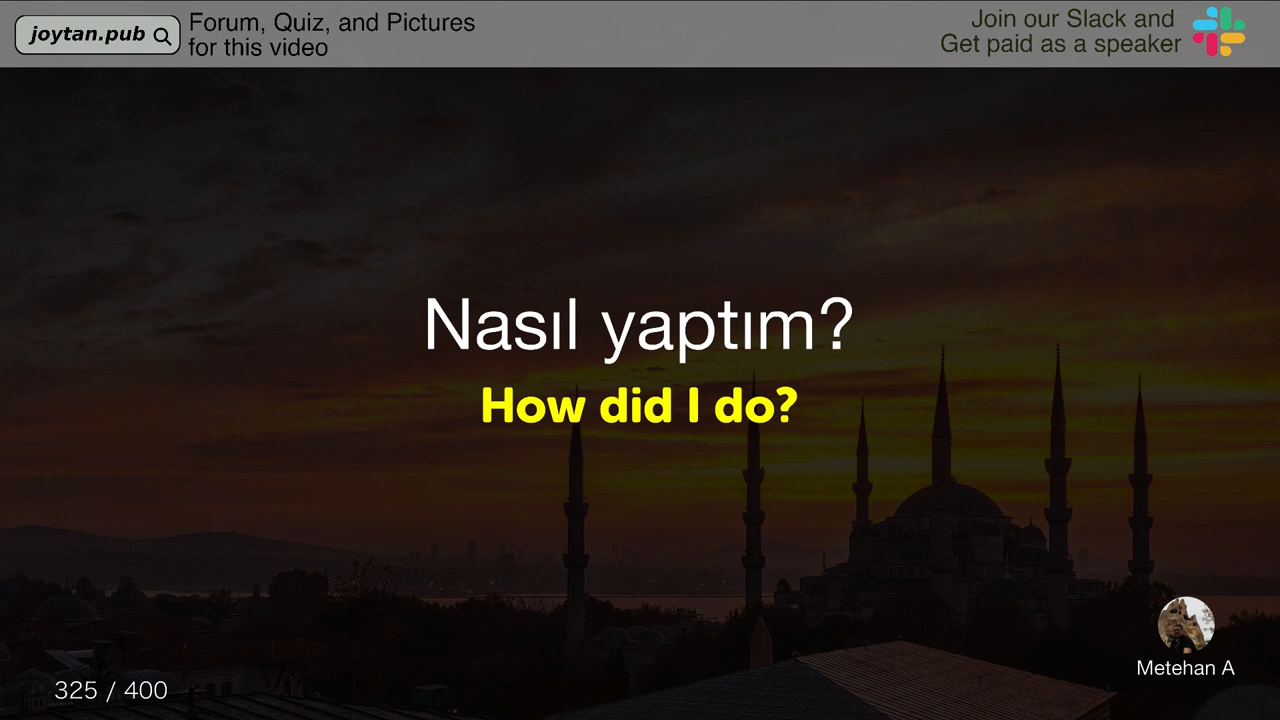 joytan.pub
Forum, Quiz, and Pictures
for this video
Join our Slack and
Get paid as a speaker
Nasıl yaptım?
How did I do?
Metehan A
325 / 400